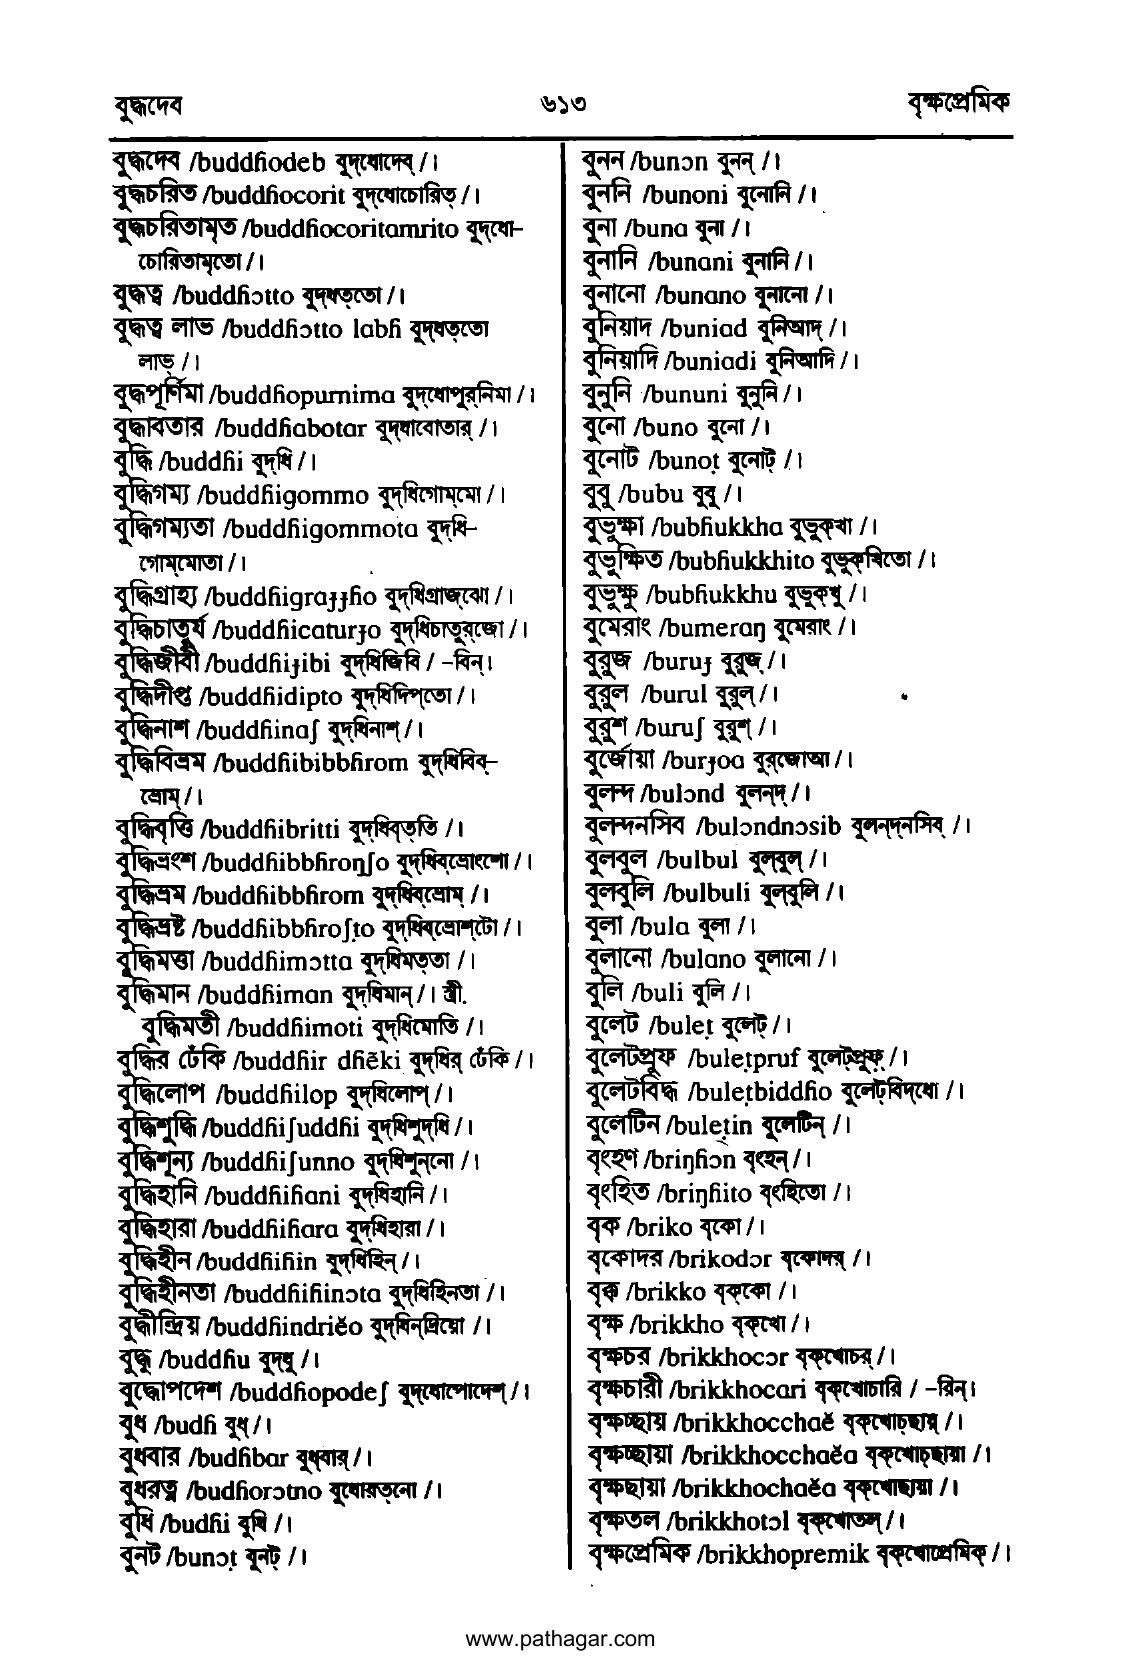 বুদ্ধদেব ৬১৩ বৃক্ষপ্রেমিক
বুদ্ধদেব /buddɦodeb বুদ্‌ধোদেব্‌ /।
বুদ্ধচরিত /buddɦocorit বুদ্‌ধোচোরিত্‌ /।
বুদ্ধচরিতামৃত /buddɦocoritamrito বুদ্‌ধো-
চোরিতামৃতো /।
বুদ্ধত্ব /buddɦɔtto বুদ্‌ধত্‌তো /।
বুদ্ধত্ব লাভ /buddɦɔtto labɦ বুদ্‌ধত্‌তো
লাভ্‌ /।
বুদ্ধপূর্ণিমা /buddɦopurnima বুদ্‌ধোপুর্‌নিমা /।
বুদ্ধাবতার /buddɦabotar বুদ্‌ধাবোতার্‌ /।
বুদ্ধি /buddɦi বুদ্‌ধি /।
বুদ্ধিগম্য /buddɦigommo বুদ্‌ধিগোম্‌মো /।
বুদ্ধিগম্যতা /buddɦigommota বুদ্‌ধি-
গোম্‌মোতা /।
বুদ্ধিগ্রাহ্য /buddɦigraɟɟɦo বুদ্‌ধিগ্রাজ্‌ঝো /।
বুদ্ধিচাতুর্য /buddɦicaturɟo বুদ্‌ধিচাতুর্‌জো /।
বুদ্ধিজীবী /buddɦiɟibi বুদ্‌ধিজিবি / -বিন্‌।
বুদ্ধিদীপ্ত /buddɦidipto বুদ্‌ধিদিপ্‌তো /।
বুদ্ধিনাশ /buddɦinaʃ বুদ্‌ধিনাশ্‌ /।
বুদ্ধিবিভ্রম /buddɦibibbɦrom বুদ্‌ধিবিব্‌-
ভ্রোম্‌ /।
বুদ্ধিবৃত্তি /buddɦibritti বুদ্‌ধিবৃত্‌তি /।
বুদ্ধিভ্রংশ /buddɦibbɦroŋʃo বুদ্‌ধিব্‌ভ্রোংশো /।
বুদ্ধিভ্রম /buddɦibbɦrom বুদ্‌ধিব্‌ভ্রোম্‌ /।
বুদ্ধিভ্রষ্ট /buddɦibbɦroʃṭo বুদ্‌ধিব্‌ভ্রোশ্‌টো /।
বুদ্ধিমত্তা /buddɦimɔtta বুদ্‌ধিমত্‌তা /।
বুদ্ধিমান /buddɦiman বুদ্‌ধিমান্‌ /। স্ত্রী.
বুদ্ধিমতী /buddɦimoti বুদ্‌ধিমোতি /।
বুদ্ধির ঢেঁকি /buddɦir dɦẽki বুদ্‌ধির্‌ ঢেঁকি /।
বুদ্ধিলোপ /buddɦilop বুদ্‌ধিলোপ্‌ /।
বুদ্ধিশুদ্ধি /buddɦiʃuddɦi বুদ্‌ধিশুদ্‌ধি /।
বুদ্ধিশূন্য /buddɦiʃunno বুদ্‌ধিশুন্‌নো /।
বুদ্ধিহানি /buddɦiɦani বুদ্‌ধিহানি /।
বুদ্ধিহারা /buddɦiɦara বুদ্‌ধিহারা /।
বুদ্ধিহীন /buddɦiɦin বুদ্‌ধিহিন্‌ /।
বুদ্ধিহীনতা /buddɦiɦinɔta বুদ্‌ধিহিনতা /।
বুদ্ধীন্দ্রিয় /buddɦindriĕo বুদ্‌ধিন্‌দ্রিয়ো /।
বুদ্ধু /buddɦu বুদ্‌ধু /।
বুদ্ধোপদেশ /buddɦopodeʃ বুদ্‌ধোপোদেশ্‌ /।
বুধ /budɦ বুধ্‌ /।
বুধবার /budɦbar বুধ্‌বার্‌ /।
বুধরত্ন /budɦorɔtno বুধোরত্‌নো /।
বুধি /budɦi বুধি /।
বুনট /bunɔṭ বুনট্‌ /।
বুনন /bunɔn বুনন্‌ /।
বুননি /bunoni বুনোনি /।
বুনা /buna বুনা /।
বুনানি /bunani বুনানি /।
বুনানো /bunano বুনানো /।
বুনিয়াদ /buniad বুনিআদ্‌ /।
বুনিয়াদি /buniadi বুনিআদি /।
বুনুনি /bununi বুনুনি /।
বুনো /buno বুনো /।
বুনোট /bunoṭ বুনোট্‌ /।
বুবু /bubu বুবু /।
বুভুক্ষা /bubɦukkha বুভুক্‌খা /।
বুভুক্ষিত /bubɦukkhito বুভুক্‌খিতো /।
বুভুক্ষু /bubɦukkhu বুভুক্‌খু /।
বুমেরাং /bumeraŋ বুমেরাং /।
বুরুজ /buruɟ বুরুজ্‌ /।
বুরুল /burul বুরুল্‌ /।
বুরুশ /buruʃ বুরুশ্‌ /।
বুর্জোয়া /burɟoa বুর্‌জোআ /।
বুলন্দ /bulɔnd বুলন্‌দ্‌ /।
বুলন্দনসিব /bulɔndnɔsib বুলন্‌দ্‌নসিব্‌ /।
বুলবুল /bulbul বুল্‌বুল্‌ /।
বুলবুলি /bulbuli বুল্‌বুলি /।
বুলা /bula বুলা /।
বুলানো /bulano বুলানো /।
বুলি /buli বুলি /।
বুলেট /buleṭ বুলেট্‌ /।
বুলেটপ্রুফ /buleṭpruf বুলেট্‌প্রুফ্‌ /।
বুলেটবিদ্ধ /buleṭbiddɦo বুলেট্‌বিদ্‌ধো /।
বুলেটিন /buleṭin বুলেটিন্‌ /।
বৃংহণ /briŋɦɔn বৃংহন্‌ /।
বৃংহিত /briŋɦito বৃংহিতো /।
বৃক /briko বৃকো /।
বৃকোদর /brikodɔr বৃকোদর্‌ /।
বৃক্ক /brikko বৃক্‌কো /।
বৃক্ষ /brikkho বৃক্‌খো /।
বৃক্ষচর /brikkhocɔr বৃক্‌খোচর্‌ /।
বৃক্ষচারী /brikkhocari বৃক্‌খোচারি / -রিন্‌।
বৃক্ষচ্ছায় /brikkhocchaĕ বৃক্‌খোচ্‌ছায়্‌ /।
বৃক্ষচ্ছায়া /brikkhocchaĕa বৃক্‌খোচ্‌ছায়া /।
বৃক্ষছায়া /brikkhochaĕa বৃক্‌খোছায়া /।
বৃক্ষতল /brikkhotɔl বৃক্‌খোতল্‌ /।
বৃক্ষপ্রেমিক /brikkhopremik বৃক্‌খোপ্রেমিক্‌ /।
www.pathagar.com